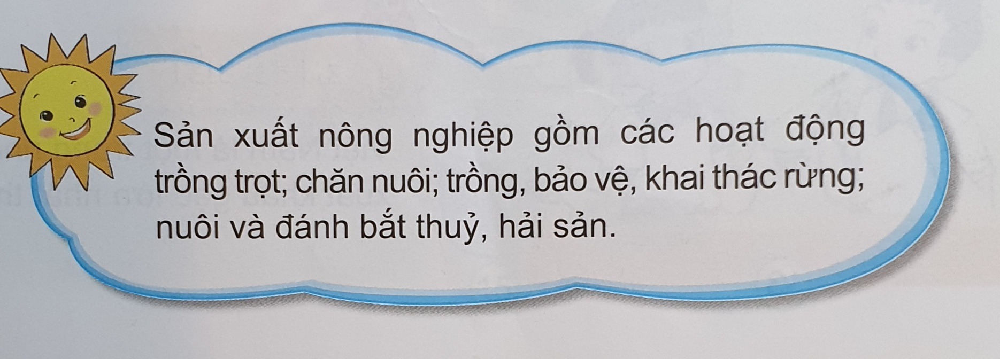 Sản xuất nông nghiệp gồm các hoạt động
trồng trọt; chăn nuôi; trồng, bảo vệ, khai thác rừng;
nuôi và đánh bắt thuỷ, hải sản.